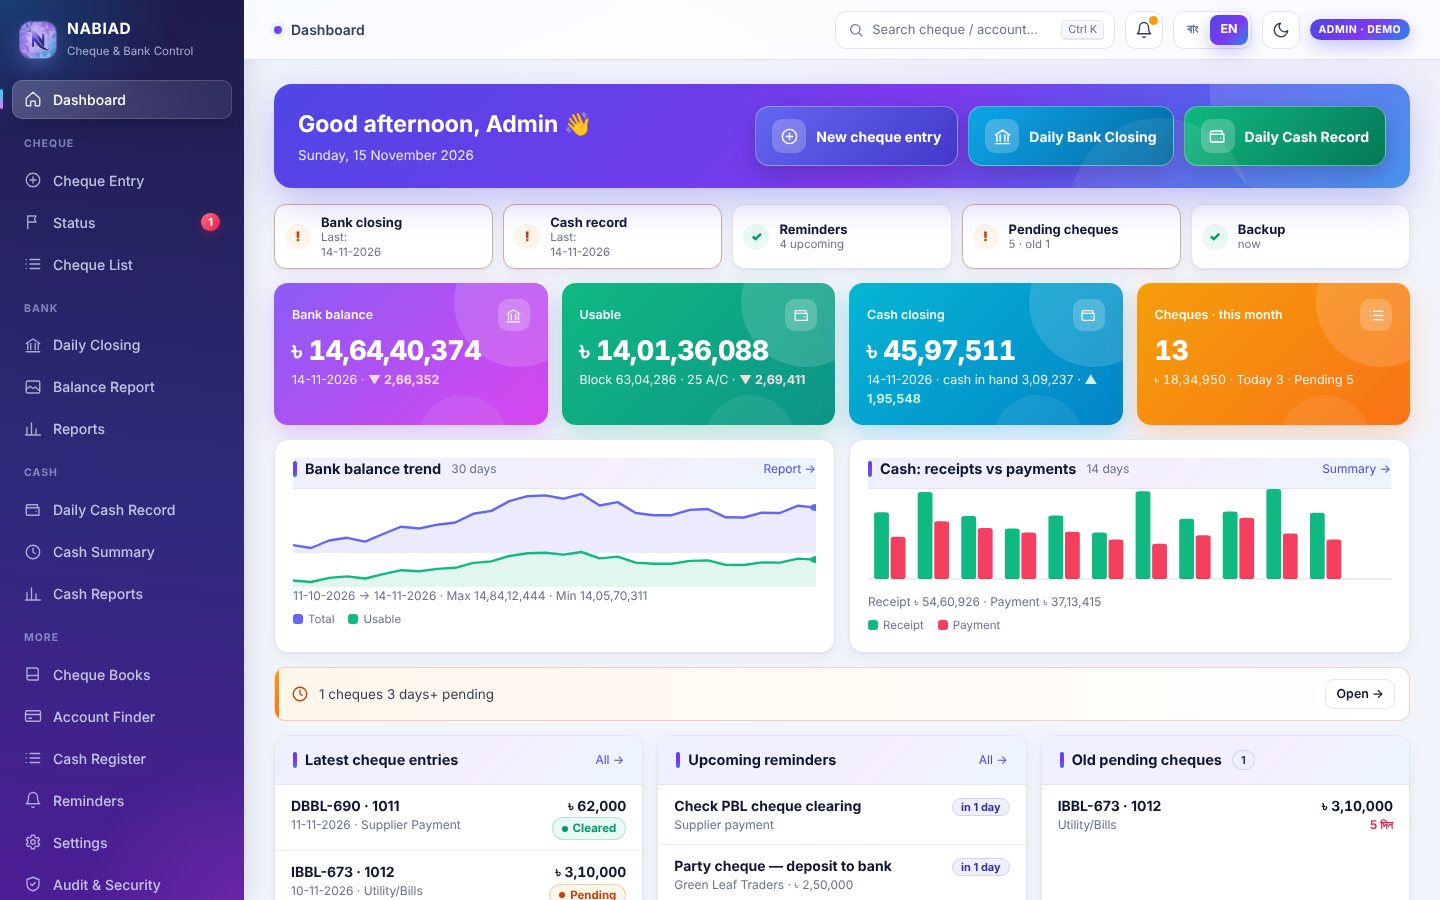 NABIAD
Cheque & Bank Control
Dashboard
CHEQUE
Cheque Entry
Status
1
Cheque List
BANK
Daily Closing
Balance Report
Reports
CASH
Daily Cash Record
Cash Summary
Cash Reports
MORE
Cheque Books
Account Finder
Cash Register
Reminders
Settings
Audit & Security
Dashboard
Search cheque / account...
Ctrl K
বাং
EN
ADMIN · DEMO
Good afternoon, Admin 👋
Sunday, 15 November 2026
New cheque entry
Daily Bank Closing
Daily Cash Record
Bank closing
Last:
14-11-2026
Cash record
Last:
14-11-2026
Reminders
4 upcoming
Pending cheques
5 · old 1
Backup
now
Bank balance
৳ 14,64,40,374
14-11-2026 · ▼ 2,66,352
Usable
৳ 14,01,36,088
Block 63,04,286 · 25 A/C · ▼ 2,69,411
Cash closing
৳ 45,97,511
14-11-2026 · cash in hand 3,09,237 · ▲
1,95,548
Cheques · this month
13
৳ 18,34,950 · Today 3 · Pending 5
Bank balance trend 30 days
Report →
11-10-2026 → 14-11-2026 · Max 14,84,12,444 · Min 14,05,70,311
Total Usable
Cash: receipts vs payments 14 days
Summary →
Receipt ৳ 54,60,926 · Payment ৳ 37,13,415
Receipt Payment
1 cheques 3 days+ pending
Open →
Latest cheque entries
All →
DBBL-690 · 1011
৳ 62,000
11-11-2026 · Supplier Payment
Cleared
IBBL-673 · 1012
৳ 3,10,000
10-11-2026 · Utility/Bills
Pending
Upcoming reminders
All →
Check PBL cheque clearing
in 1 day
Supplier payment
Party cheque — deposit to bank
in 1 day
Green Leaf Traders · ৳ 2,50,000
Old pending cheques
1
IBBL-673 · 1012
৳ 3,10,000
Utility/Bills
5 দিন